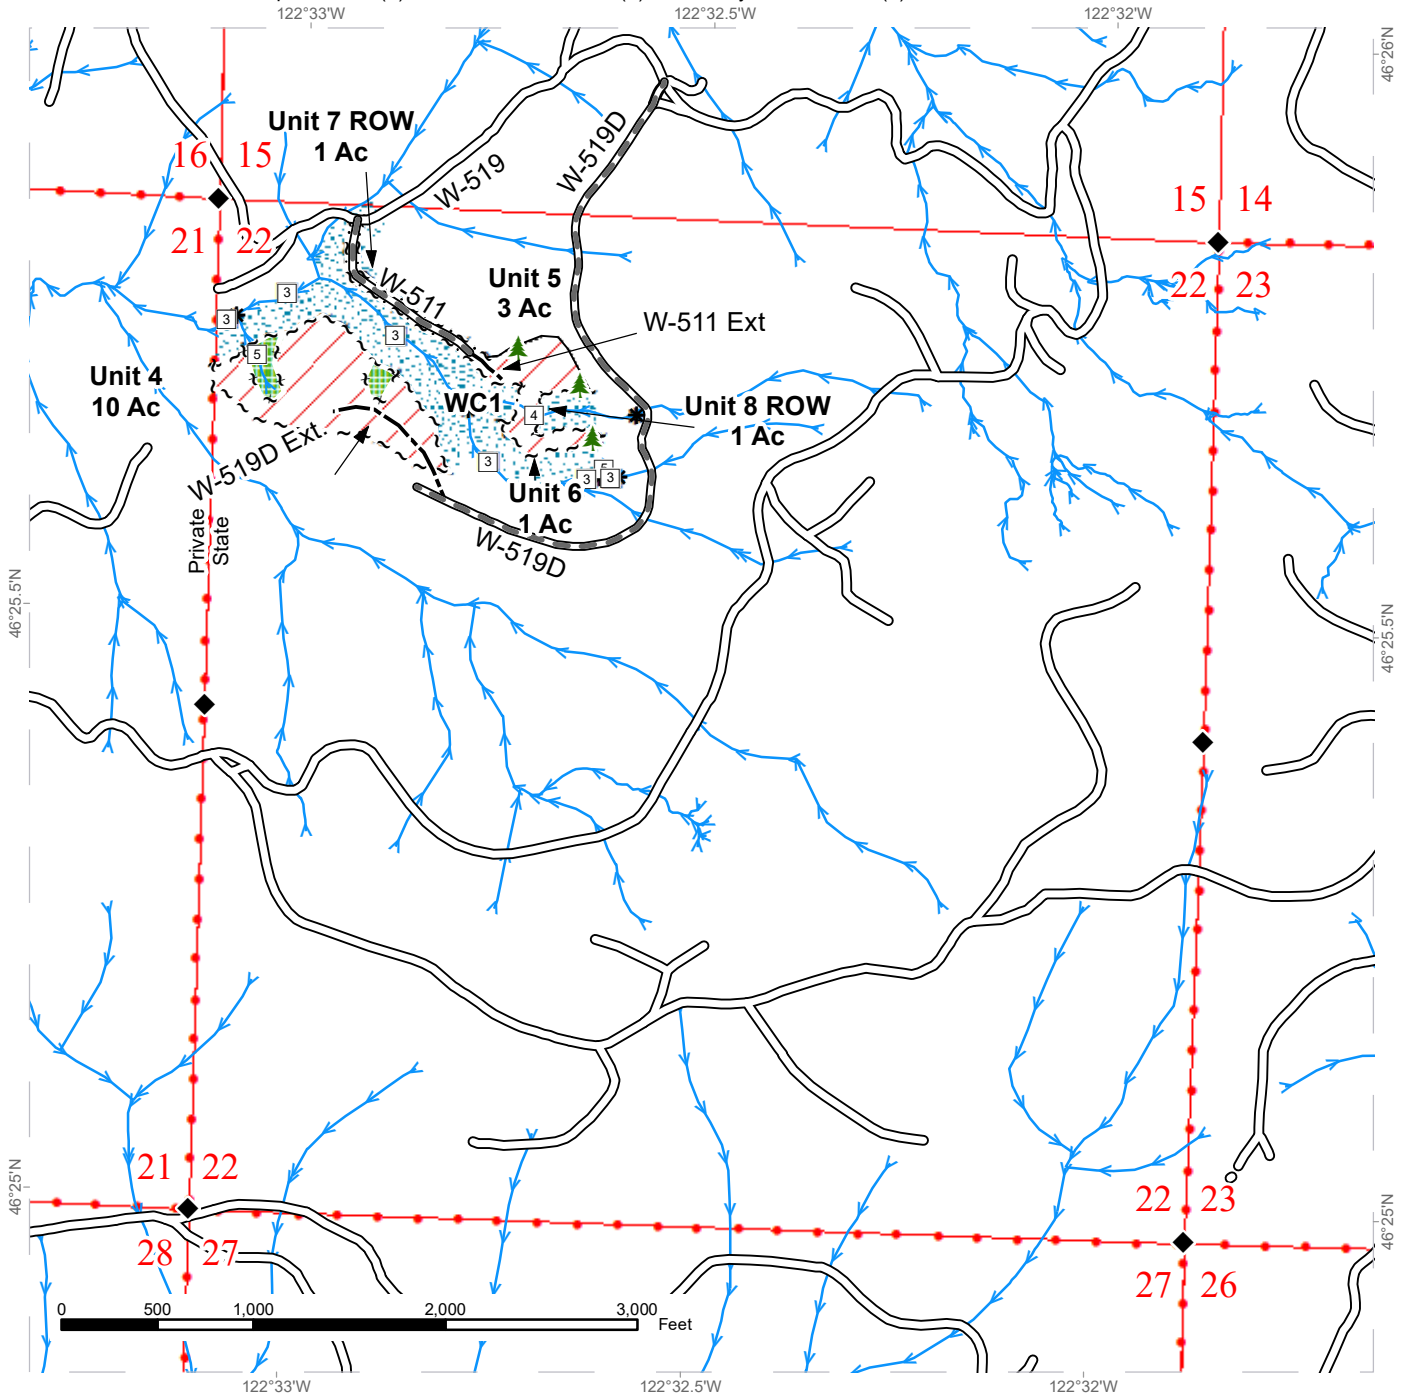 122°33'W
122°32.5'W
122°32'W
46°26'N
46°26'N
Unit 7 ROW
1 Ac
W-519D
W-519
16 15
15 14
21 22
22 23
Unit 5
3 Ac
W-511
W-511 Ext
3
3
3
5
Unit 4
10 Ac
WC1
4
Unit 8 ROW
1 Ac
W-519D Ext.
3
3
3
Unit 6
1 Ac
W-519D
Private
State
46°25.5'N
46°25.5'N
21 22
22 23
46°25'N
46°25'N
28 27
27 26
0 500 1,000 2,000 3,000
Feet
122°33'W
122°32.5'W
122°32'W